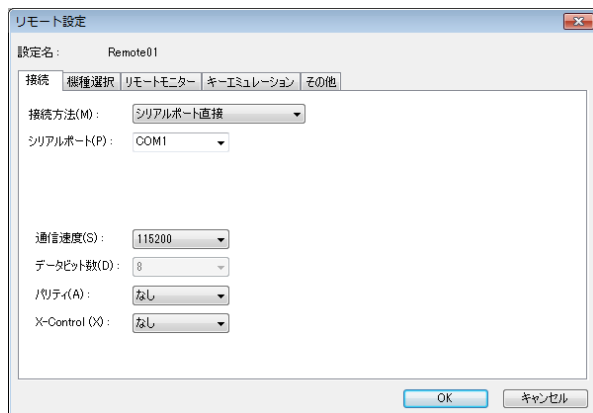 リモート設定
設定名： Remote01
接続 機種選択 リモートモニター キーエミュレーション その他
接続方法(M)： シリアルポート直接
シリアルポート(P)： COM1
通信速度(S)： 115200
データビット数(D)： 8
パリティ(A)： なし
X-Control (X)： なし
OK キャンセル